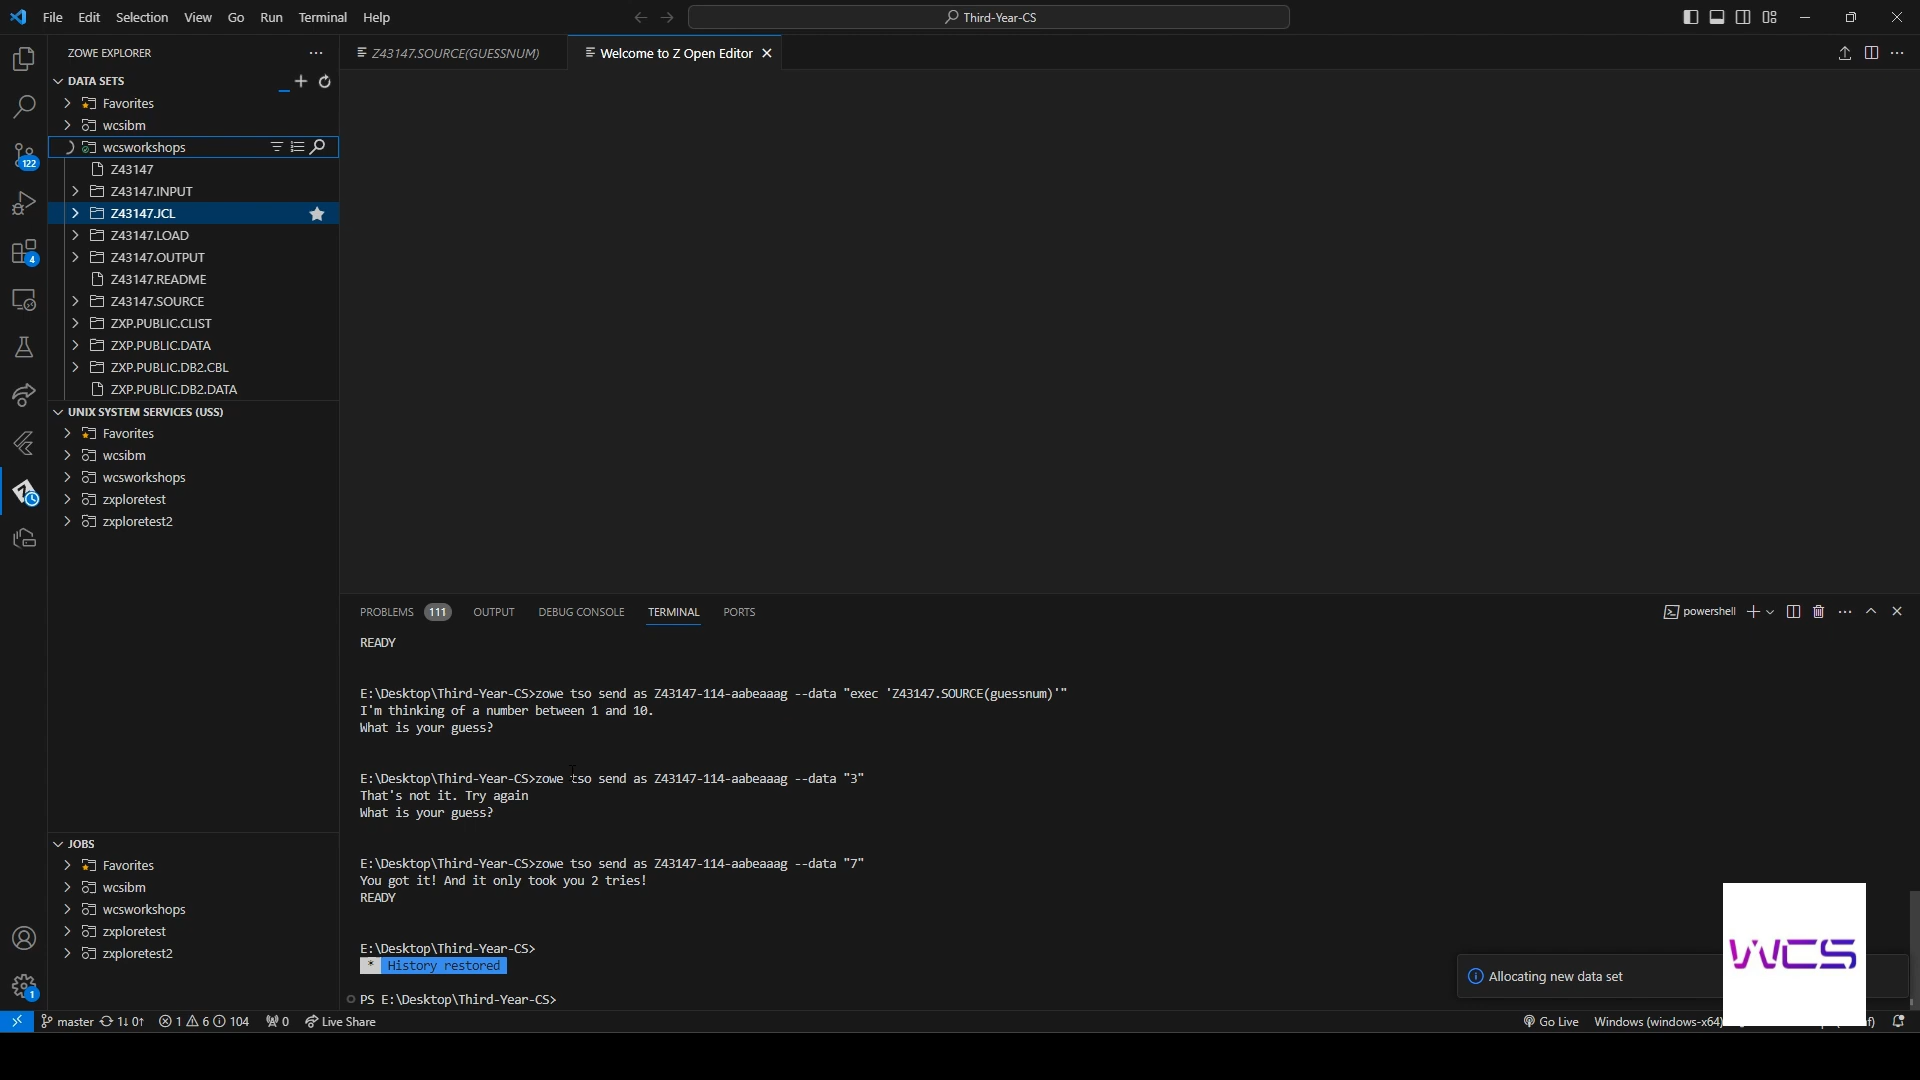 File Edit Selection View Go Run Terminal Help
Third-Year-CS
ZOWE EXPLORER
Z43147.SOURCE(GUESSNUM)
Welcome to Z Open Editor
DATA SETS
Favorites
wcsibm
wcsworkshops
Z43147
Z43147.INPUT
Z43147.JCL
Z43147.LOAD
Z43147.OUTPUT
Z43147.README
Z43147.SOURCE
ZXP.PUBLIC.CLIST
ZXP.PUBLIC.DATA
ZXP.PUBLIC.DB2.CBL
ZXP.PUBLIC.DB2.DATA
UNIX SYSTEM SERVICES (USS)
Favorites
wcsibm
wcsworkshops
zxploretest
zxploretest2
JOBS
Favorites
wcsibm
wcsworkshops
zxploretest
zxploretest2
122
4
1
PROBLEMS 111 OUTPUT DEBUG CONSOLE TERMINAL PORTS
powershell
READY
E:\Desktop\Third-Year-CS>zowe tso send as Z43147-114-aabeaaag --data "exec 'Z43147.SOURCE(guessnum)'"
I'm thinking of a number between 1 and 10.
What is your guess?
E:\Desktop\Third-Year-CS>zowe tso send as Z43147-114-aabeaaag --data "3"
That's not it. Try again
What is your guess?
E:\Desktop\Third-Year-CS>zowe tso send as Z43147-114-aabeaaag --data "7"
You got it! And it only took you 2 tries!
READY
E:\Desktop\Third-Year-CS>
* History restored
PS E:\Desktop\Third-Year-CS>
Allocating new data set
WCS
master 1↓ 0↑ 1 6 104 0 Live Share
Go Live Windows (windows-x64)